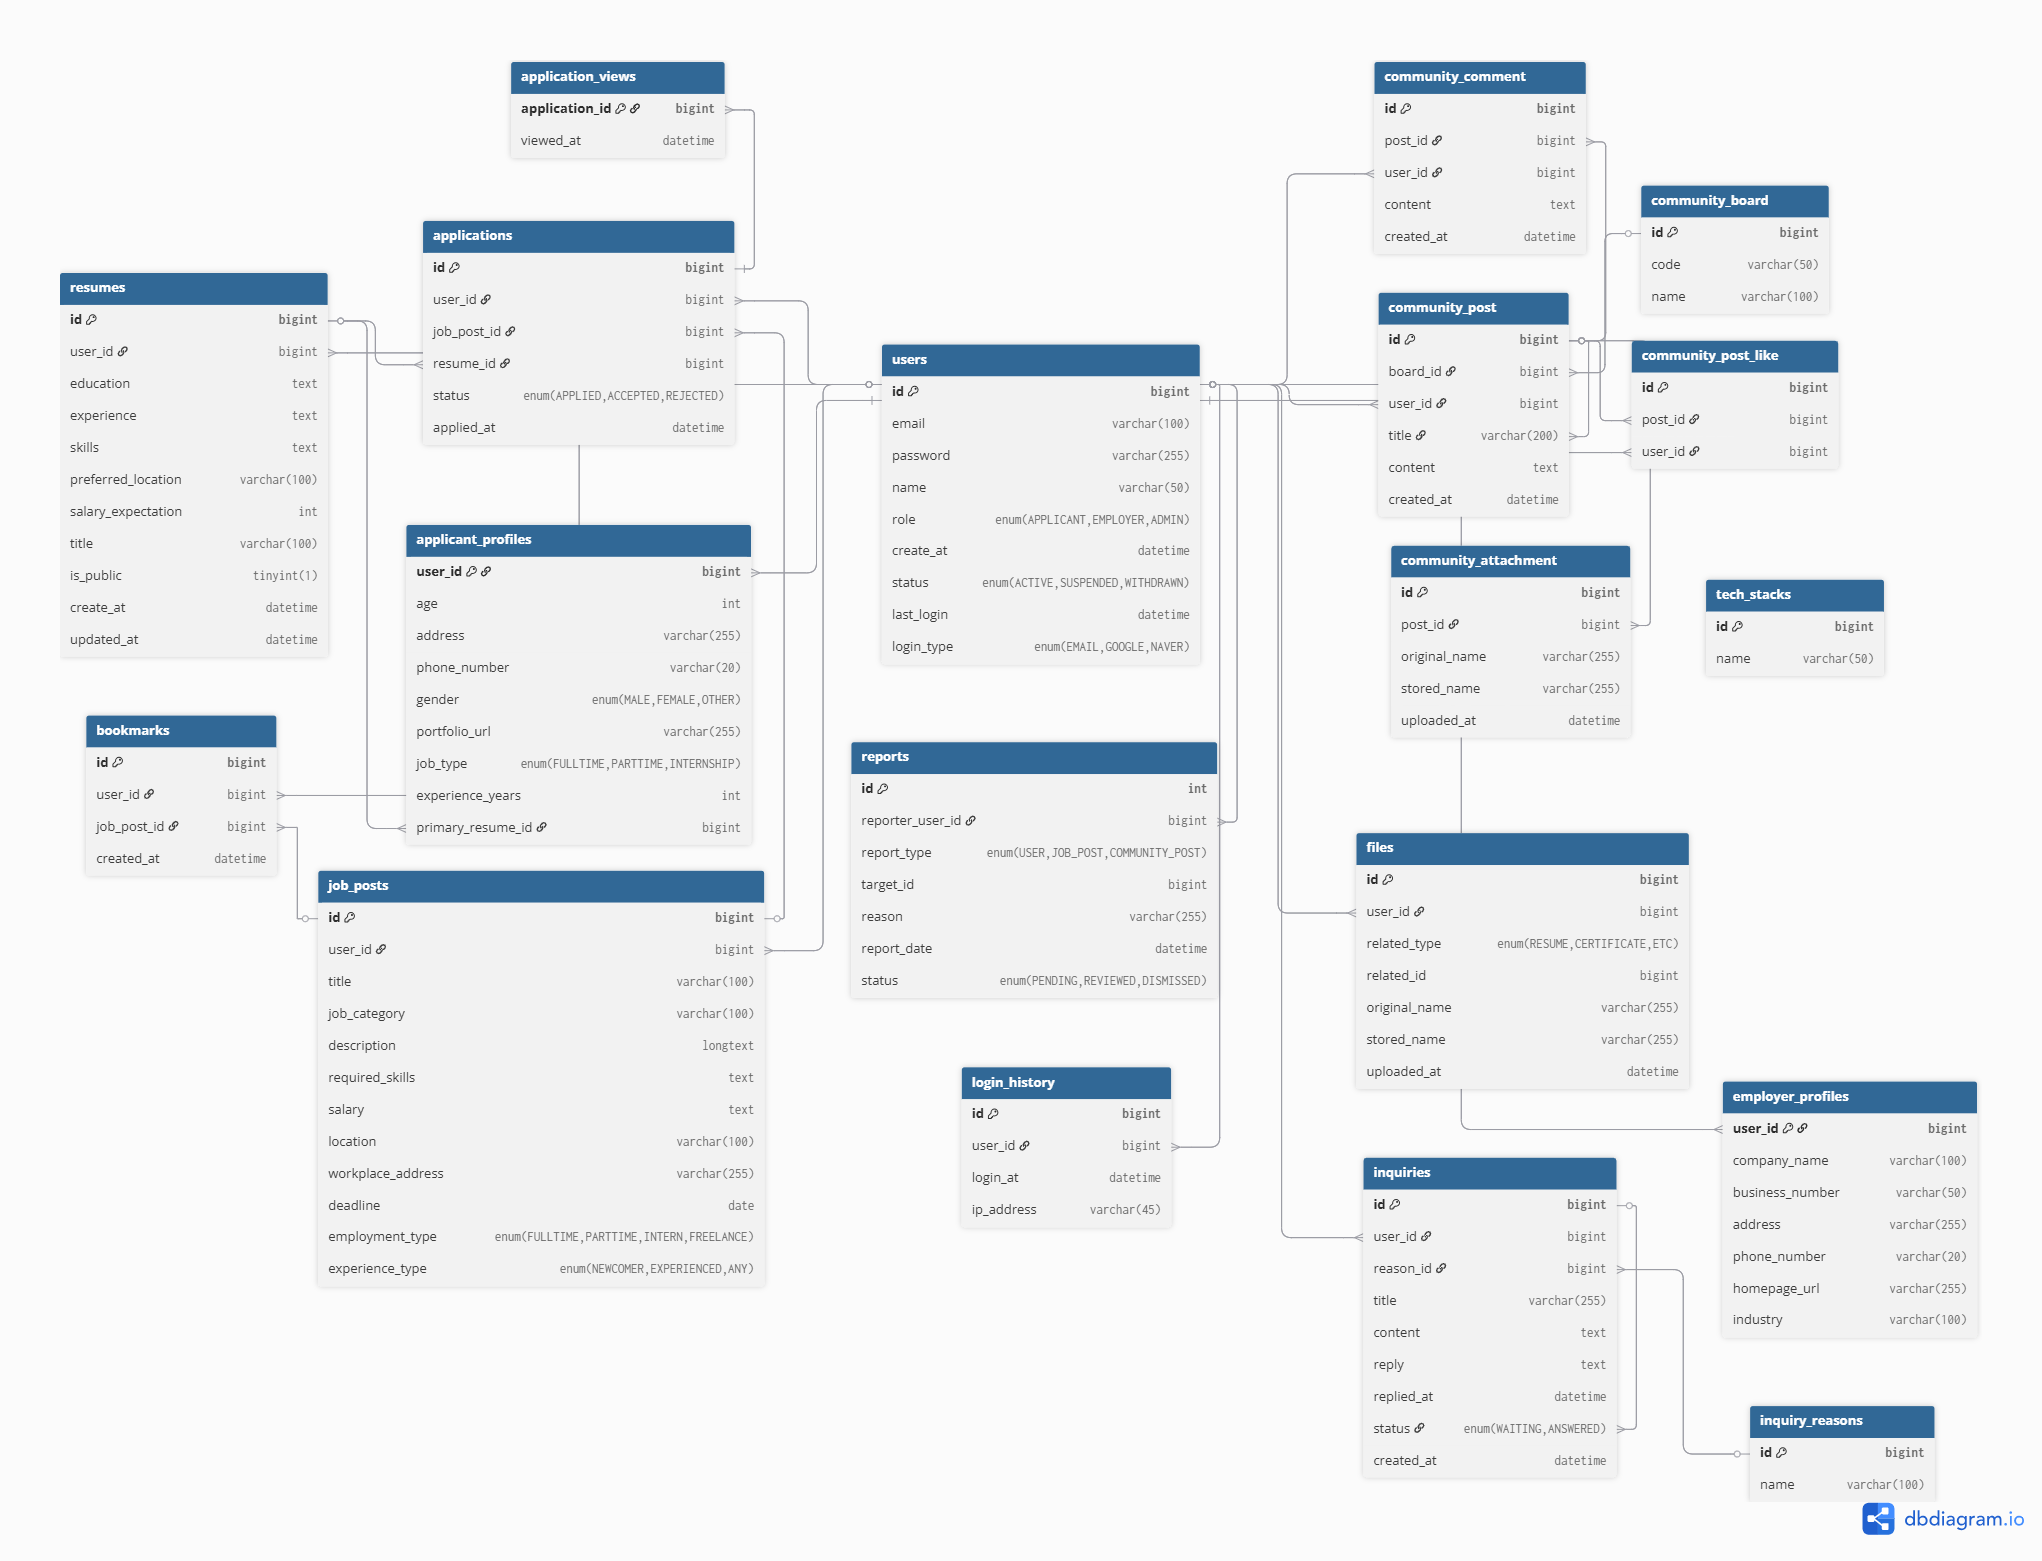 application_views
application_id bigint
viewed_at datetime
applications
id bigint
user_id bigint
job_post_id bigint
resume_id bigint
status enum(APPLIED,ACCEPTED,REJECTED)
applied_at datetime
resumes
id bigint
user_id bigint
education text
experience text
skills text
preferred_location varchar(100)
salary_expectation int
title varchar(100)
is_public tinyint(1)
create_at datetime
updated_at datetime
applicant_profiles
user_id bigint
age int
address varchar(255)
phone_number varchar(20)
gender enum(MALE,FEMALE,OTHER)
portfolio_url varchar(255)
job_type enum(FULLTIME,PARTTIME,INTERNSHIP)
experience_years int
primary_resume_id bigint
bookmarks
id bigint
user_id bigint
job_post_id bigint
created_at datetime
job_posts
id bigint
user_id bigint
title varchar(100)
job_category varchar(100)
description longtext
required_skills text
salary text
location varchar(100)
workplace_address varchar(255)
deadline date
employment_type enum(FULLTIME,PARTTIME,INTERN,FREELANCE)
experience_type enum(NEWCOMER,EXPERIENCED,ANY)
users
id bigint
email varchar(100)
password varchar(255)
name varchar(50)
role enum(APPLICANT,EMPLOYER,ADMIN)
create_at datetime
status enum(ACTIVE,SUSPENDED,WITHDRAWN)
last_login datetime
login_type enum(EMAIL,GOOGLE,NAVER)
reports
id int
reporter_user_id bigint
report_type enum(USER,JOB_POST,COMMUNITY_POST)
target_id bigint
reason varchar(255)
report_date datetime
status enum(PENDING,REVIEWED,DISMISSED)
login_history
id bigint
user_id bigint
login_at datetime
ip_address varchar(45)
community_comment
id bigint
post_id bigint
user_id bigint
content text
created_at datetime
community_board
id bigint
code varchar(50)
name varchar(100)
community_post
id bigint
board_id bigint
user_id bigint
title varchar(200)
content text
created_at datetime
community_post_like
id bigint
post_id bigint
user_id bigint
community_attachment
id bigint
post_id bigint
original_name varchar(255)
stored_name varchar(255)
uploaded_at datetime
tech_stacks
id bigint
name varchar(50)
files
id bigint
user_id bigint
related_type enum(RESUME,CERTIFICATE,ETC)
related_id bigint
original_name varchar(255)
stored_name varchar(255)
uploaded_at datetime
employer_profiles
user_id bigint
company_name varchar(100)
business_number varchar(50)
address varchar(255)
phone_number varchar(20)
homepage_url varchar(255)
industry varchar(100)
inquiries
id bigint
user_id bigint
reason_id bigint
title varchar(255)
content text
reply text
replied_at datetime
status enum(WAITING,ANSWERED)
created_at datetime
inquiry_reasons
id bigint
name varchar(100)
dbdiagram.io